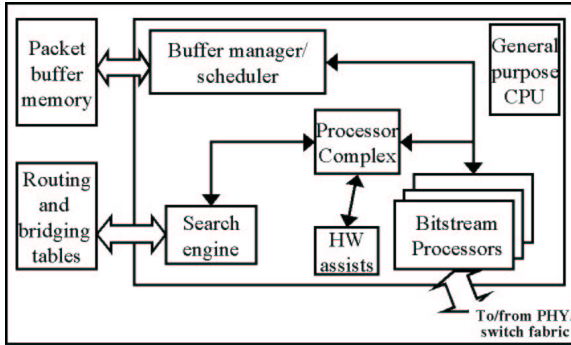 Packet
buffer
memory
Buffer manager/
scheduler
General
purpose
CPU
Processor
Complex
Routing
and
bridging
tables
Search
engine
HW
assists
Bitstream
Processors
To/from PHY/
switch fabric